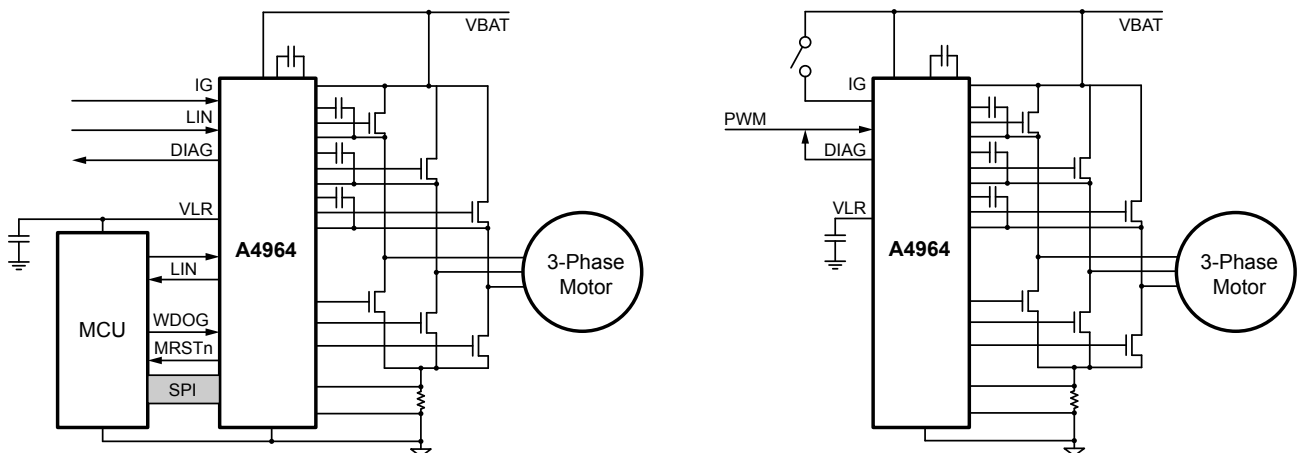 VBAT
IG
LIN
DIAG
VLR
A4964
LIN
MCU
WDOG
MRSTn
SPI
3-Phase
Motor
VBAT
IG
PWM
DIAG
VLR
A4964
3-Phase
Motor